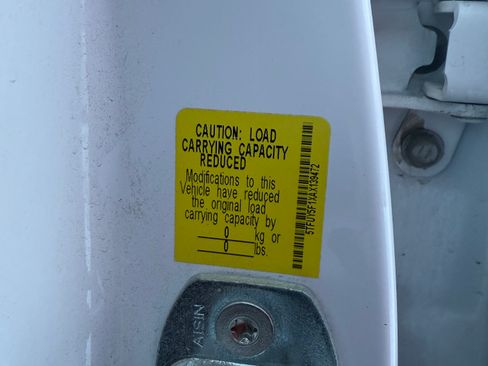 CAUTION: LOAD
CARRYING CAPACITY
REDUCED
Modifications to this
Vehicle have reduced
the original load
carrying capacity by
0 kg or
0 lbs.
5TFUY5F1XAX139472
AISIN